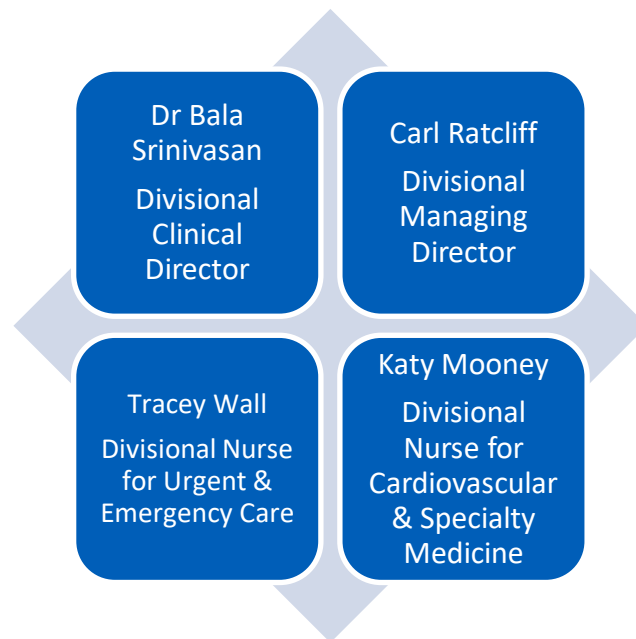 Dr Bala
Srinivasan
Divisional
Clinical
Director
Carl Ratcliff
Divisional
Managing
Director
Tracey Wall
Divisional Nurse
for Urgent &
Emergency Care
Katy Mooney
Divisional
Nurse for
Cardiovascular
& Specialty
Medicine